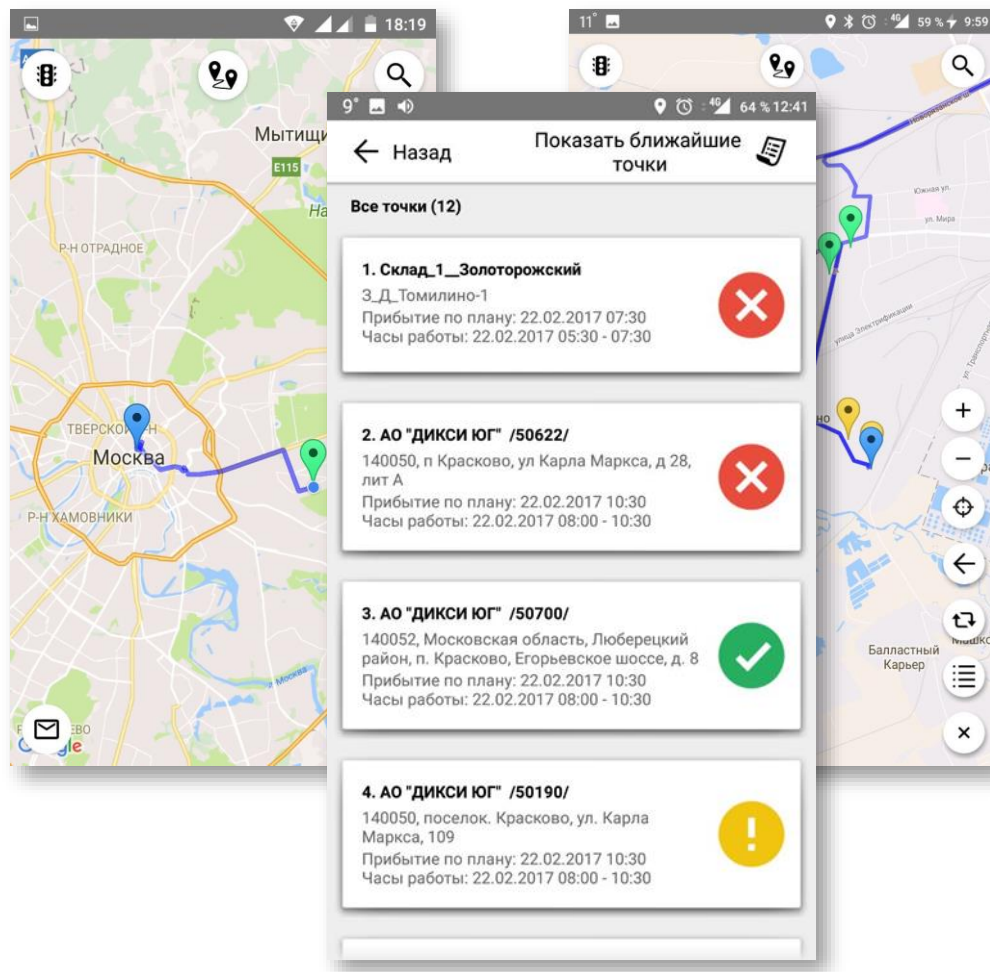 18:19
Мытищи
E115
На
Р-Н ОТРАДНОЕ
ТВЕРСКОЙ Н
Москва
Р-Н ХАМОВНИКИ
р. Москва
Google
9° 4G 64 % 12:41
Назад
Показать ближайшие
точки
Все точки (12)
1. Склад_1__Золоторожский
З_Д_Томилино-1
Прибытие по плану: 22.02.2017 07:30
Часы работы: 22.02.2017 05:30 - 07:30
2. АО "ДИКСИ ЮГ" /50622/
140050, п Красково, ул Карла Маркса, д 28,
лит А
Прибытие по плану: 22.02.2017 10:30
Часы работы: 22.02.2017 08:00 - 10:30
3. АО "ДИКСИ ЮГ" /50700/
140052, Московская область, Люберецкий
район, п. Красково, Егорьевское шоссе, д. 8
Прибытие по плану: 22.02.2017 10:30
Часы работы: 22.02.2017 08:00 - 10:30
4. АО "ДИКСИ ЮГ" /50190/
140050, поселок. Красково, ул. Карла
Маркса, 109
Прибытие по плану: 22.02.2017 10:30
Часы работы: 22.02.2017 08:00 - 10:30
11° 4G 59 % 9:59
Новорязанское ш.
Южная ул.
ул. Мира
улица Электрификации
но
Балластный
Карьер